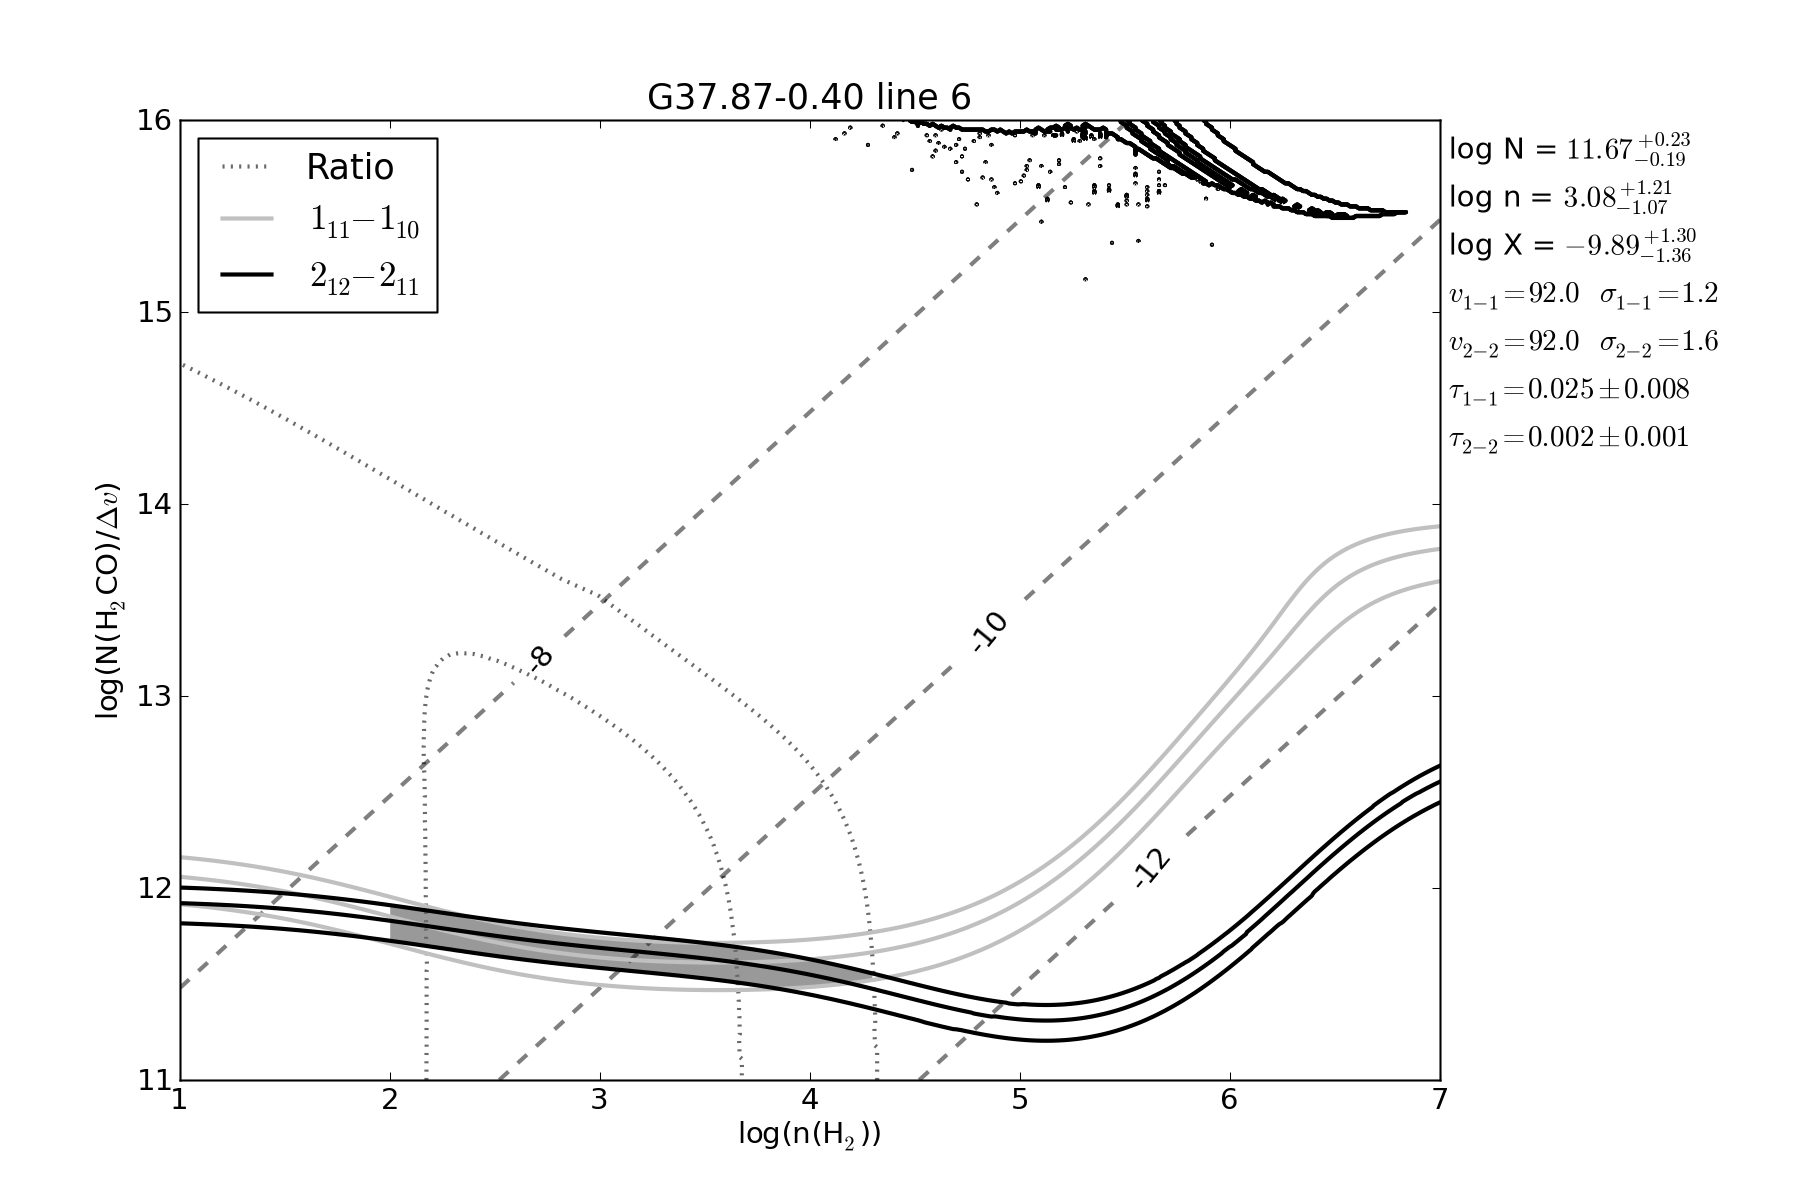 G37.87-0.40 line 6
16
15
14
13
12
11
1
2
3
4
5
6
7
log(N(H₂CO)/Δv)
log(n(H₂))
Ratio
1₁₁−1₁₀
2₁₂−2₁₁
-8
-10
-12
log N = 11.67^{+0.23}_{−0.19}
log n = 3.08^{+1.21}_{−1.07}
log X = −9.89^{+1.30}_{−1.36}
v₁₋₁=92.0 σ₁₋₁=1.2
v₂₋₂=92.0 σ₂₋₂=1.6
τ₁₋₁=0.025±0.008
τ₂₋₂=0.002±0.001